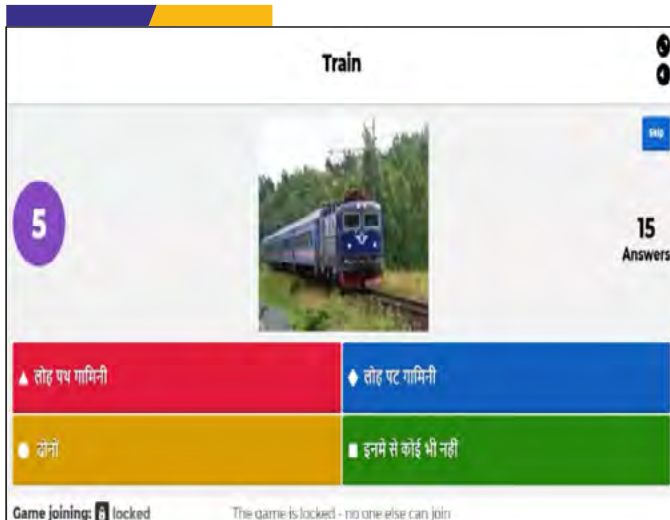 Train
Skip
5
15
Answers
लोह पथ गामिनी
लोह पट गामिनी
दोनों
इनमे से कोई भी नही
Game joining: locked
The game is locked - no one else can join